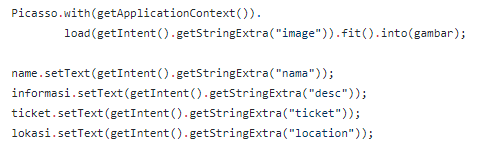 Picasso.with(getApplicationContext()).
load(getIntent().getStringExtra("image")).fit().into(gambar);
name.setText(getIntent().getStringExtra("nama"));
informasi.setText(getIntent().getStringExtra("desc"));
ticket.setText(getIntent().getStringExtra("ticket"));
lokasi.setText(getIntent().getStringExtra("location"));